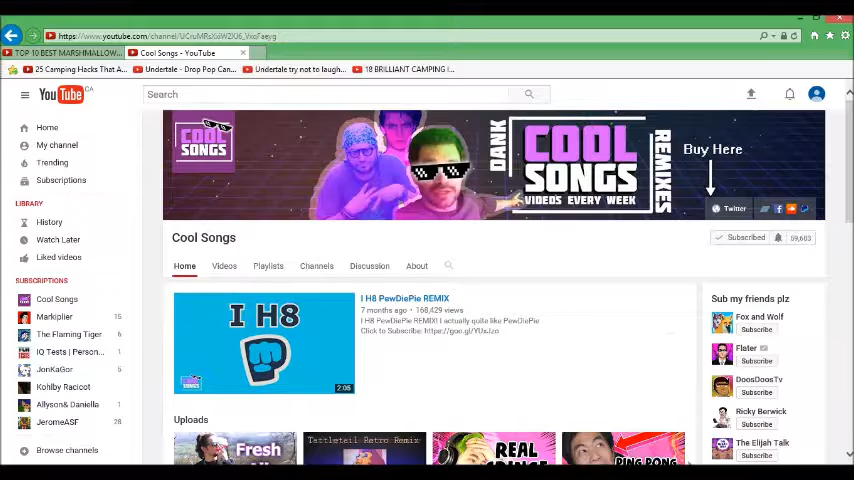 https://www.youtube.com/channel/
TOP 10 BEST MARSHMALLOW...
Cool Songs - YouTube
25 Camping Hacks That A...
Undertale - Drop Pop Can...
Undertale try not to laugh...
18 BRILLIANT CAMPING I...
YouTube CA
Search
Home
My channel
Trending
Subscriptions
LIBRARY
History
Watch Later
Liked videos
SUBSCRIPTIONS
Cool Songs
Markiplier 15
The Flaming Tiger 6
IQ Tests | Person... 1
JonKaGor 5
Kohlby Racicot
Allyson& Daniella 1
JeromeASF 28
Browse channels
COOL SONGS
DANK
COOL
SONGS
VIDEOS EVERY WEEK
REMIXES
Buy Here
Twitter
Cool Songs
Subscribed 59,603
Home Videos Playlists Channels Discussion About
I H8
2:05
I H8 PewDiePie REMIX
7 months ago • 168,429 views
I H8 PewDiePie REMIX! I actually quite like PewDiePie
Click to Subscribe: https://goo.gl/YUxJzo
Uploads
Fresh
Tattletail Retro Remix
REAL
CRINGE
PING PONG
Sub my friends plz
Fox and Wolf
Subscribe
Flater
Subscribe
DoosDoosTv
Subscribe
Ricky Berwick
Subscribe
The Elijah Talk
Subscribe